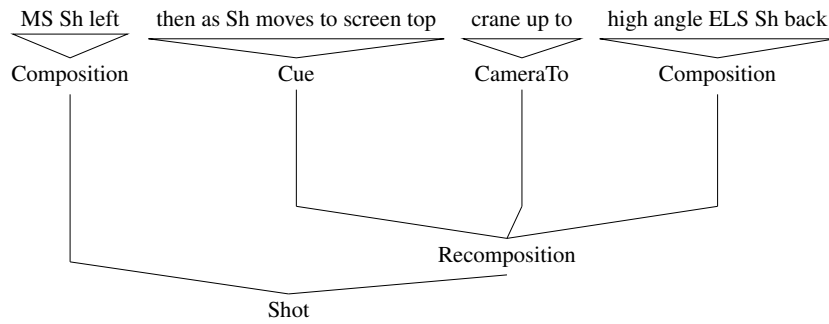 MS Sh left then as Sh moves to screen top crane up to high angle ELS Sh back
Composition Cue CameraTo Composition
Recomposition
Shot